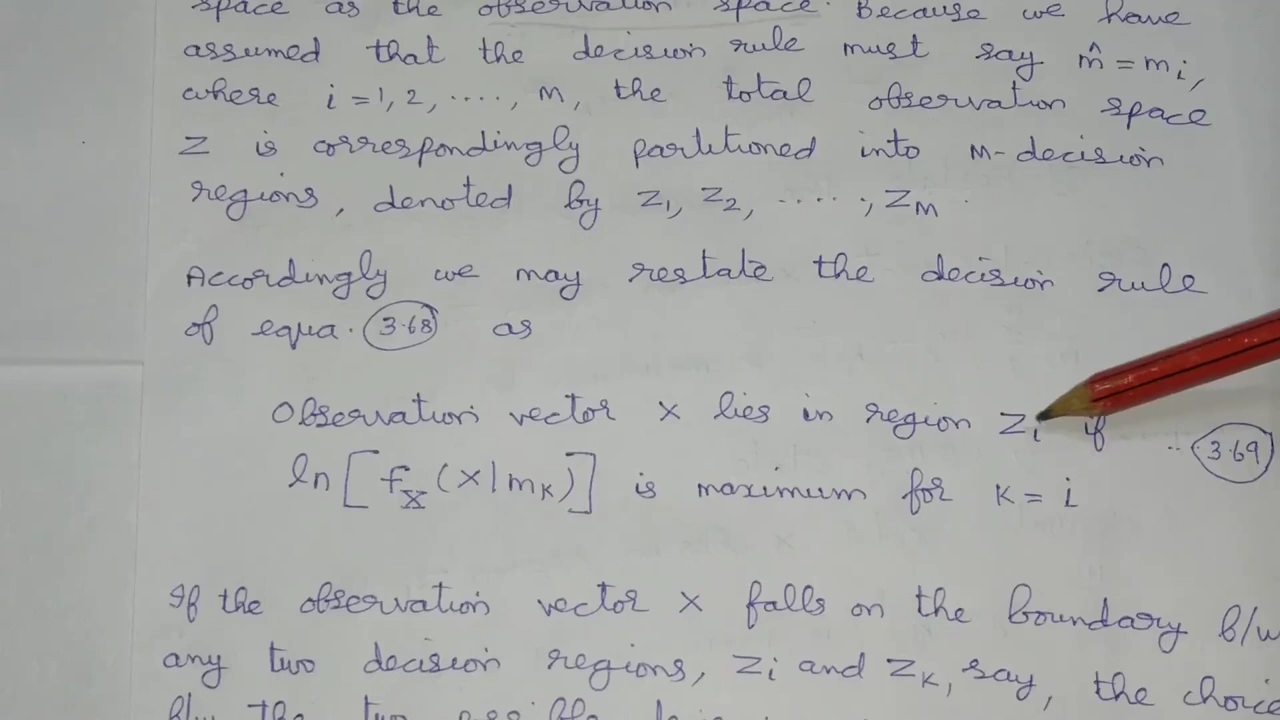 space as the observation space. Because we have
assumed that the decision rule must say m̂ = mi,
where i = 1, 2, ....., M, the total observation space
Z is correspondingly partitioned into M-decision
regions, denoted by Z1, Z2, ....., ZM.
Accordingly we may restate the decision rule
of equa. 3.68 as
Observation vector x lies in region Zi if
.. 3.69
ln [fX (x|mK)] is maximum for K = i
If the observation vector x falls on the boundary b/w
any two decision regions, Zi and ZK, say, the choice
b/w the two